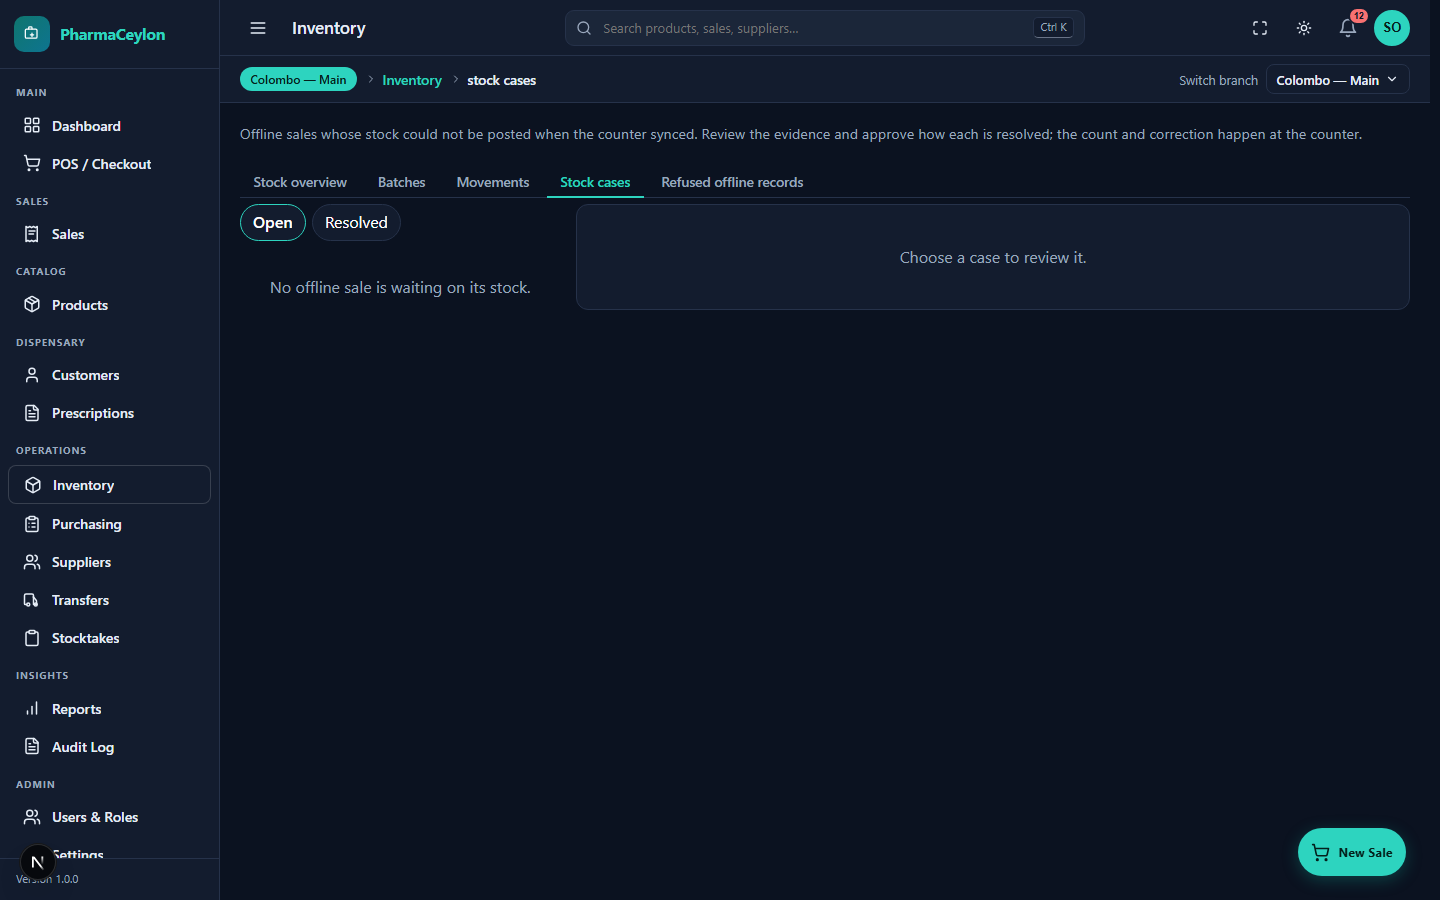 PharmaCeylon
Inventory
Search products, sales, suppliers...
Ctrl K
12
SO
MAIN
Dashboard
POS / Checkout
SALES
Sales
CATALOG
Products
DISPENSARY
Customers
Prescriptions
OPERATIONS
Inventory
Purchasing
Suppliers
Transfers
Stocktakes
INSIGHTS
Reports
Audit Log
ADMIN
Users & Roles
Settings
N
Version 1.0.0
Colombo — Main
Inventory
stock cases
Switch branch
Colombo — Main
Offline sales whose stock could not be posted when the counter synced. Review the evidence and approve how each is resolved; the count and correction happen at the counter.
Stock overview
Batches
Movements
Stock cases
Refused offline records
Open
Resolved
No offline sale is waiting on its stock.
Choose a case to review it.
New Sale